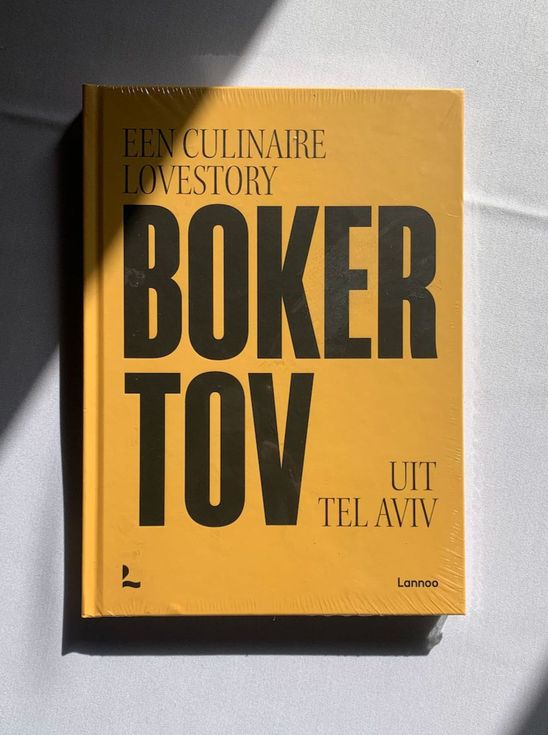 EEN CULINAIRE
LOVESTORY
BOKER
TOV
UIT
TEL AVIV
Lannoo